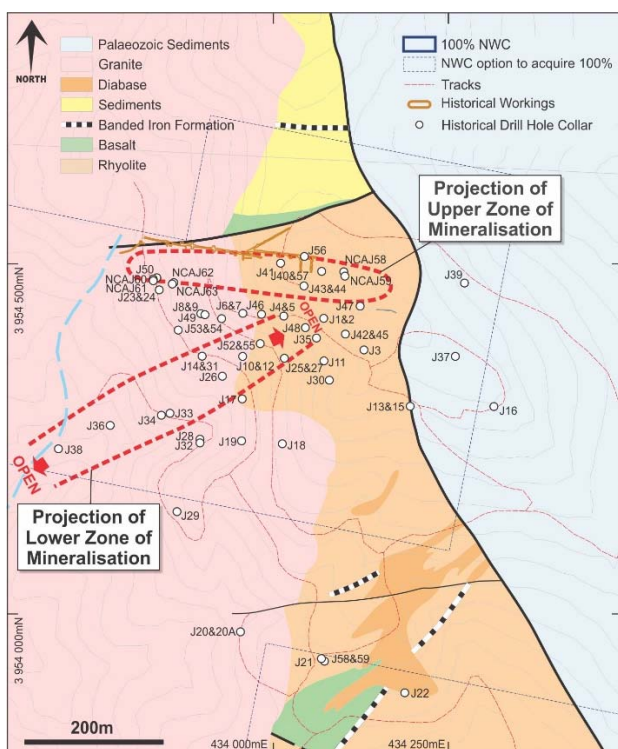 NORTH
Palaeozoic Sediments
Granite
Diabase
Sediments
Banded Iron Formation
Basalt
Rhyolite
100% NWC
NWC option to acquire 100%
Tracks
Historical Workings
Historical Drill Hole Collar
Projection of
Upper Zone of
Mineralisation
J56
J50
NCAJ60
NCAJ61
J23&24
NCAJ62
NCAJ63
J41
J40&57
J43&44
NCAJ58
NCAJ59
J39
J47
J8&9
J49
J53&54
J6&7
J46
J4&5
J48
J35
OPEN
J1&2
J42&45
J3
J37
J52&55
J14&31
J26
J10&12
J25&27
J11
J30
J17
J13&15
J16
J34
J33
J36
J28
J32
J19
J18
J38
OPEN
J29
Projection of
Lower Zone of
Mineralisation
J20&20A
J21
J58&59
J22
3 954 500mN
3 954 000mN
200m
434 000mE
434 250mE